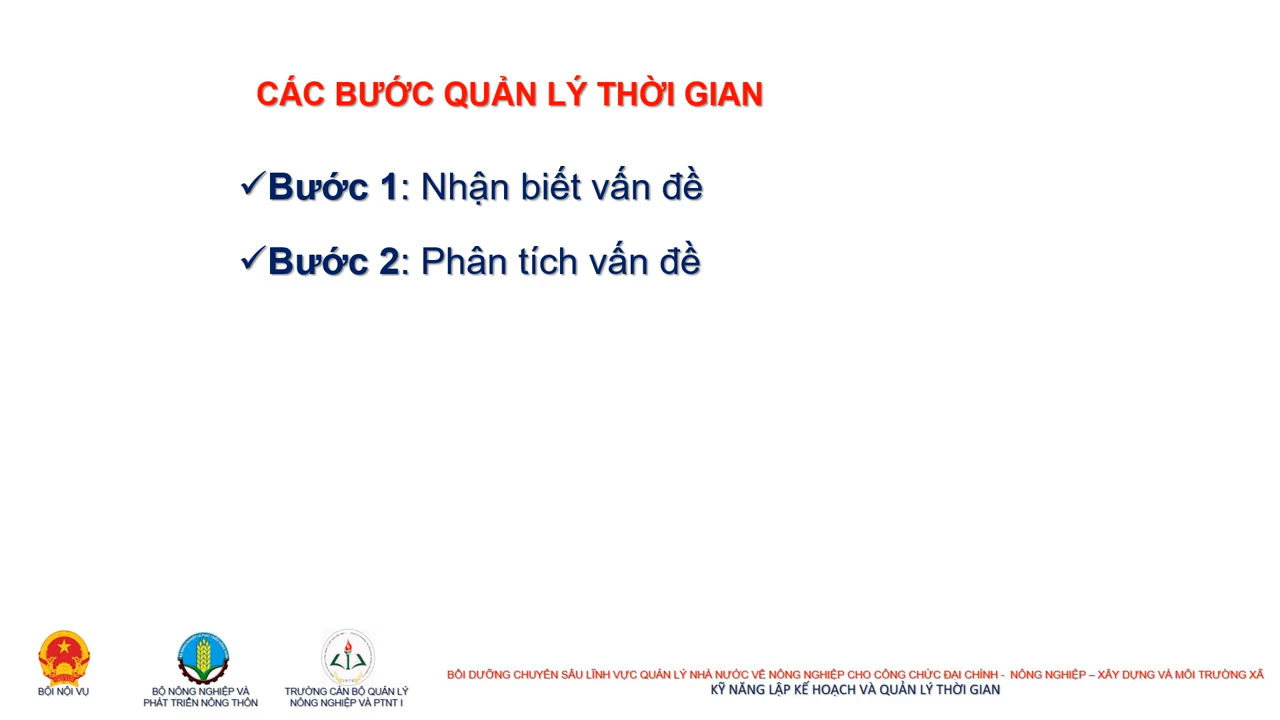 CÁC BƯỚC QUẢN LÝ THỜI GIAN
✓Bước 1: Nhận biết vấn đề
✓Bước 2: Phân tích vấn đề
BỘI NỘI VỤ
BỘ NÔNG NGHIỆP VÀ
PHÁT TRIỂN NÔNG THÔN
TRƯỜNG CÁN BỘ QUẢN LÝ
NÔNG NGHIỆP VÀ PTNT I
BỒI DƯỠNG CHUYÊN SÂU LĨNH VỰC QUẢN LÝ NHÀ NƯỚC VỀ NÔNG NGHIỆP CHO CÔNG CHỨC ĐẠI CHÍNH - NÔNG NGHIỆP – XÂY DỰNG VÀ MÔI TRƯỜNG XÃ
KỸ NĂNG LẬP KẾ HOẠCH VÀ QUẢN LÝ THỜI GIAN